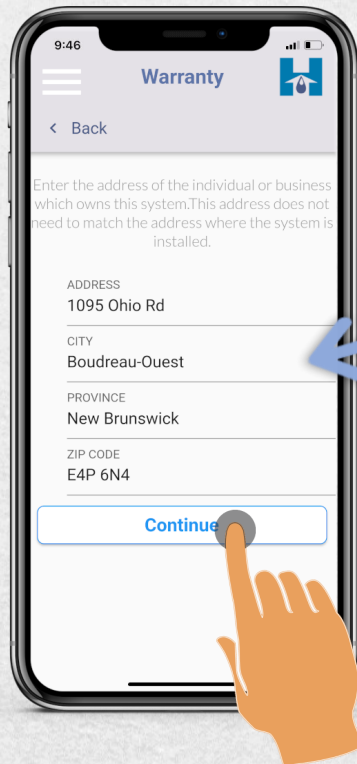 9:46
Warranty
< Back
Enter the address of the individual or business
which owns this system.This address does not
need to match the address where the system is
installed.
ADDRESS
1095 Ohio Rd
CITY
Boudreau-Ouest
PROVINCE
New Brunswick
ZIP CODE
E4P 6N4
Continue